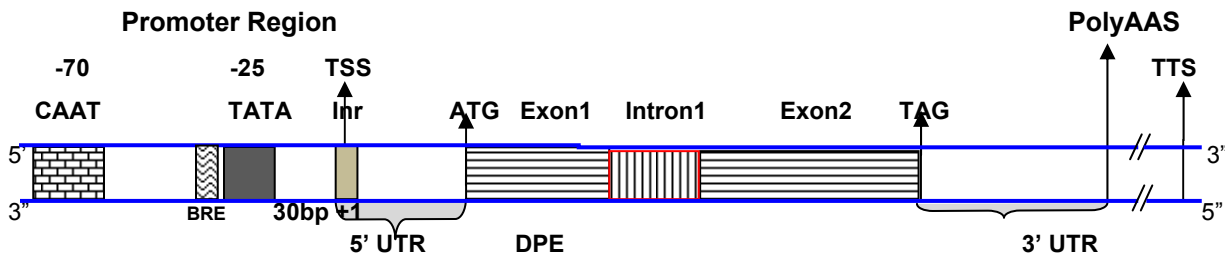 Promoter Region PolyAAS
-70 -25 TSS TTS
CAAT TATA Inr ATG Exon1 Intron1 Exon2 TAG
5' 3”
3” BRE 30bp +1 5”
5’ UTR DPE 3’ UTR